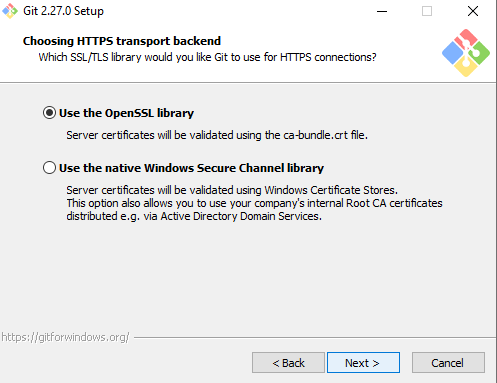 Git 2.27.0 Setup
Choosing HTTPS transport backend
Which SSL/TLS library would you like Git to use for HTTPS connections?
Use the OpenSSL library
Server certificates will be validated using the ca-bundle.crt file.
Use the native Windows Secure Channel library
Server certificates will be validated using Windows Certificate Stores.
This option also allows you to use your company's internal Root CA certificates
distributed e.g. via Active Directory Domain Services.
https://gitforwindows.org/
< Back Next > Cancel